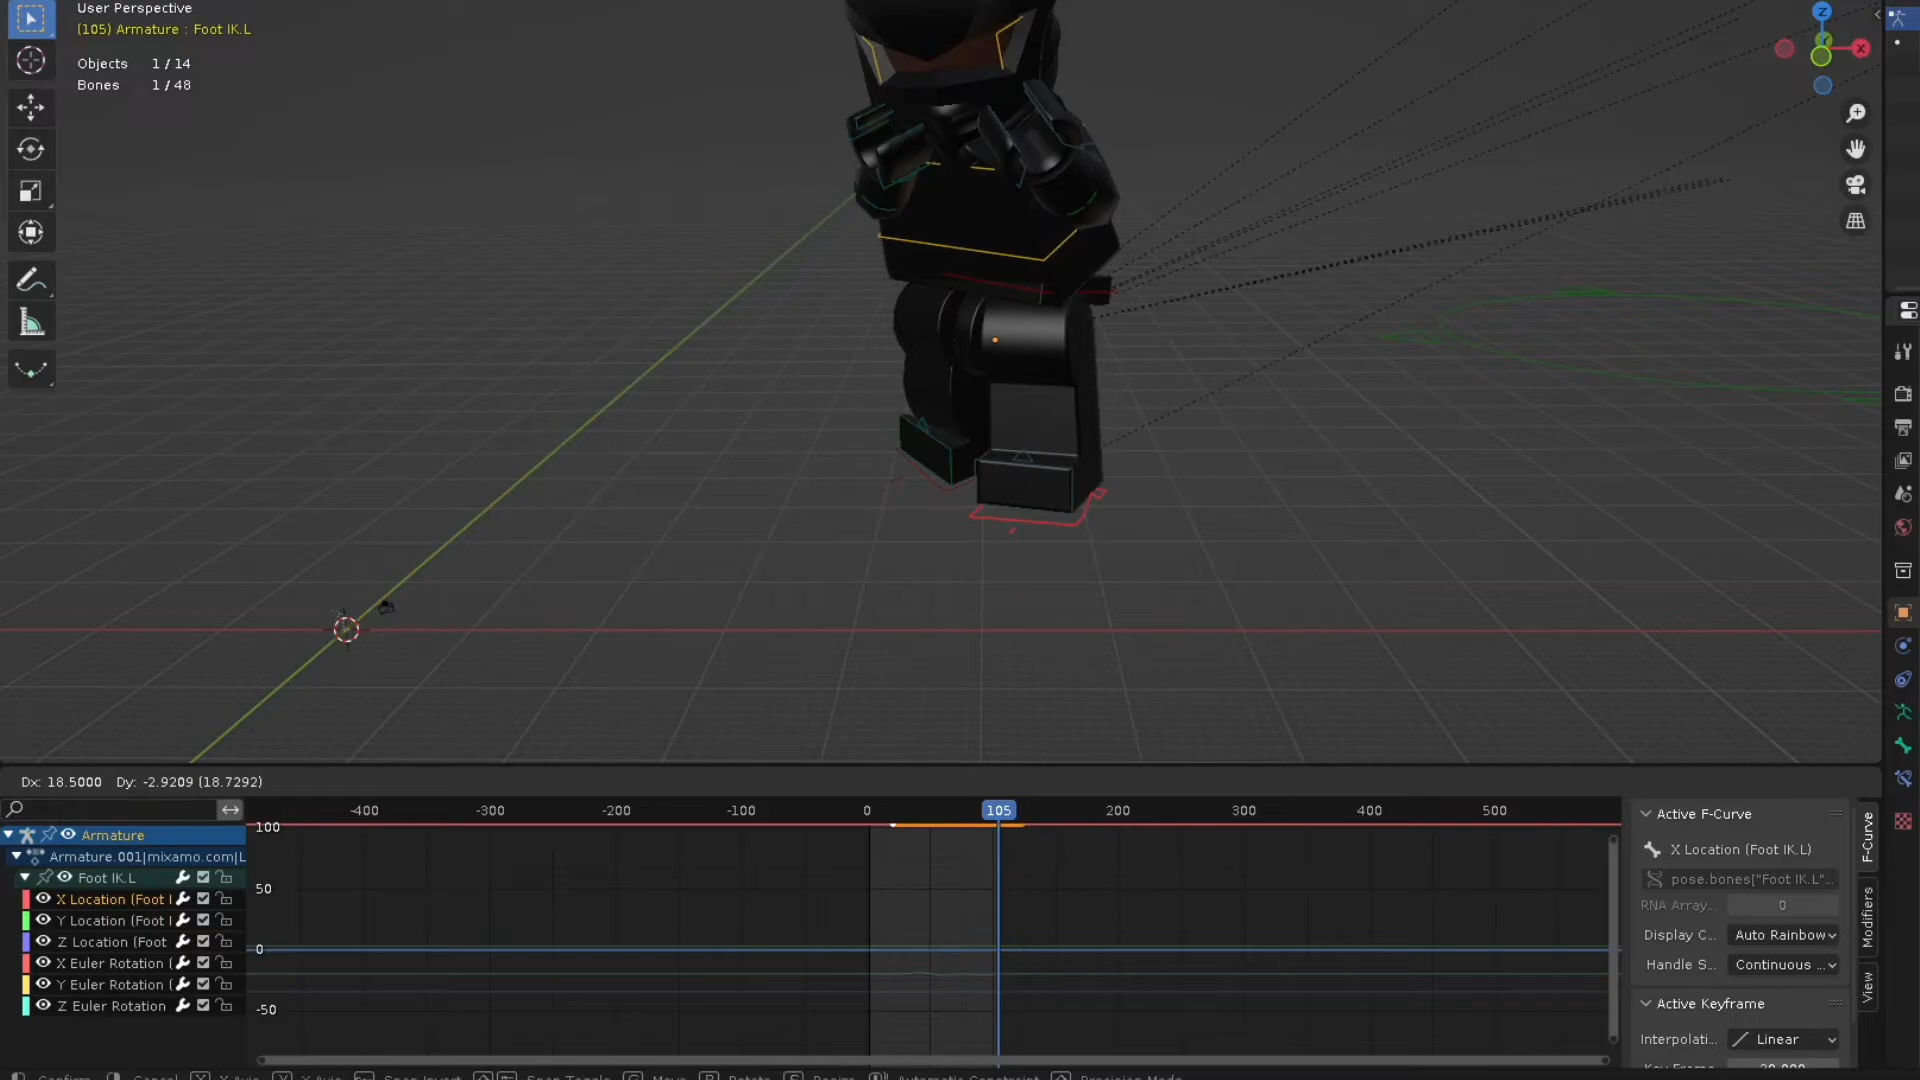 User Perspective
(105) Armature : Foot IK.L
Objects 1 / 14
Bones 1 / 48
Z
X
Dx: 18.5000 Dy: -2.9209 (18.7292)
-400 -300 -200 -100 0 105 200 300 400 500
100
50
0
-50
Armature
Armature.001|mixamo.com|L
Foot IK.L
X Location (Foot I
Y Location (Foot I
Z Location (Foot
X Euler Rotation (
Y Euler Rotation (
Z Euler Rotation
Active F-Curve
X Location (Foot IK.L)
pose.bones["Foot IK.L"...
RNA Array... 0
Display C... Auto Rainbow
Handle S... Continuous ...
Active Keyframe
Interpolati... Linear
F-Curve
Modifiers
View